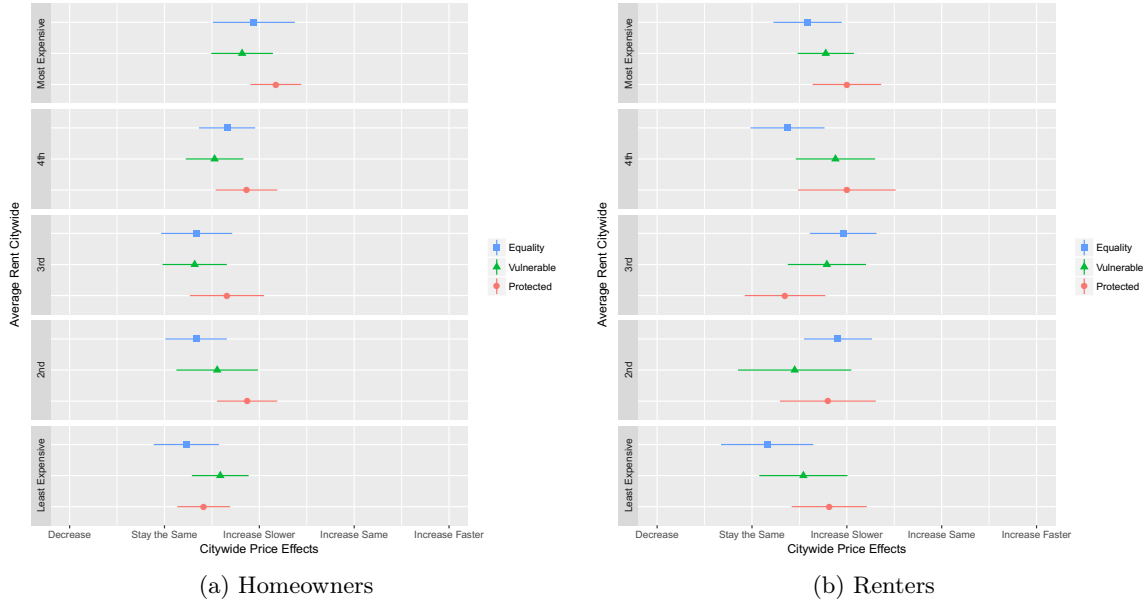 Average Rent Citywide
Most Expensive
4th
3rd
2nd
Least Expensive
Decrease
Stay the Same
Increase Slower
Increase Same
Increase Faster
Citywide Price Effects
Equality
Vulnerable
Protected
(a) Homeowners
Average Rent Citywide
Most Expensive
4th
3rd
2nd
Least Expensive
Decrease
Stay the Same
Increase Slower
Increase Same
Increase Faster
Citywide Price Effects
Equality
Vulnerable
Protected
(b) Renters